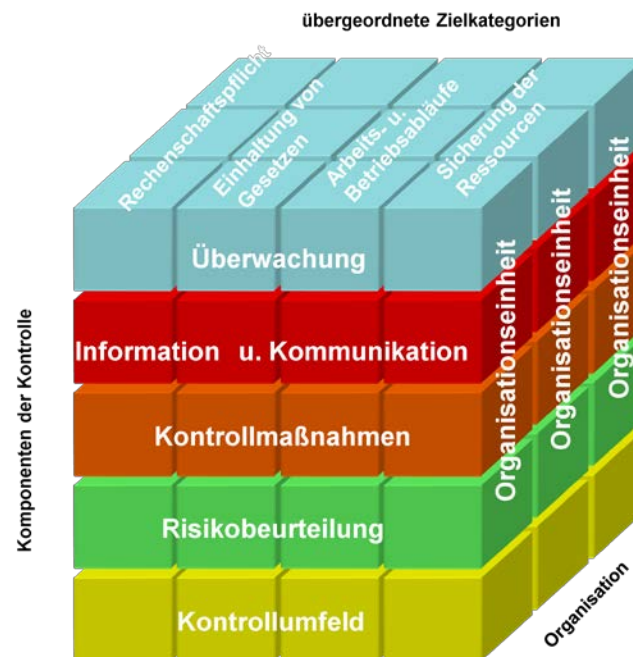 übergeordnete Zielkategorien
Rechenschaftspflicht
Einhaltung von
Gesetzen
Arbeits- u.
Betriebsabläufe
Sicherung der
Ressourcen
Überwachung
Information u. Kommunikation
Kontrollmaßnahmen
Risikobeurteilung
Kontrollumfeld
Organisationseinheit
Organisationseinheit
Organisationseinheit
Komponenten der Kontrolle
Organisation